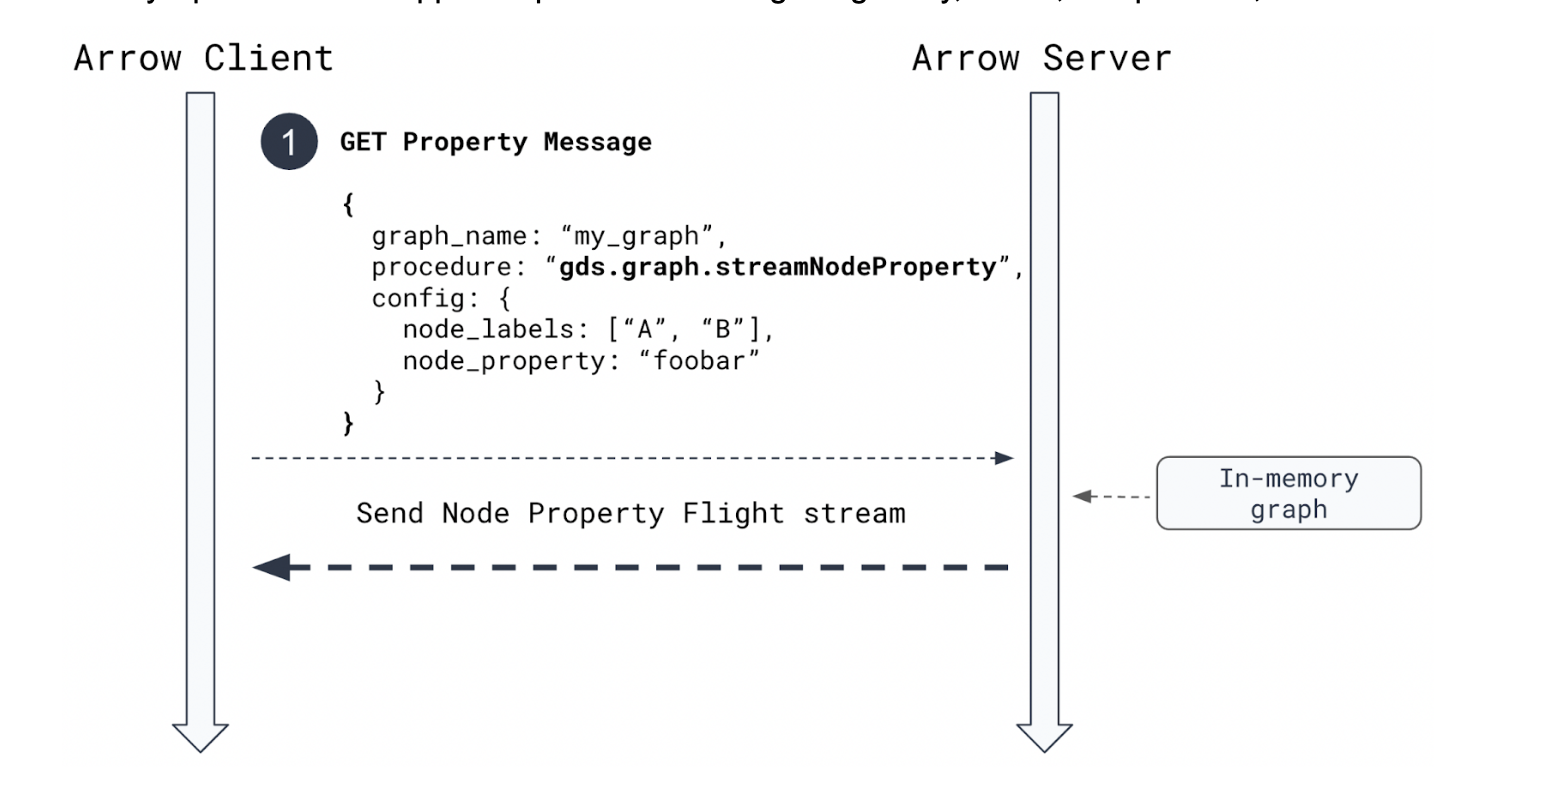 Arrow Client
Arrow Server
1 GET Property Message
{
graph_name: “my_graph”,
procedure: “gds.graph.streamNodeProperty”,
config: {
node_labels: [“A”, “B”],
node_property: “foobar”
}
}
In-memory
graph
Send Node Property Flight stream